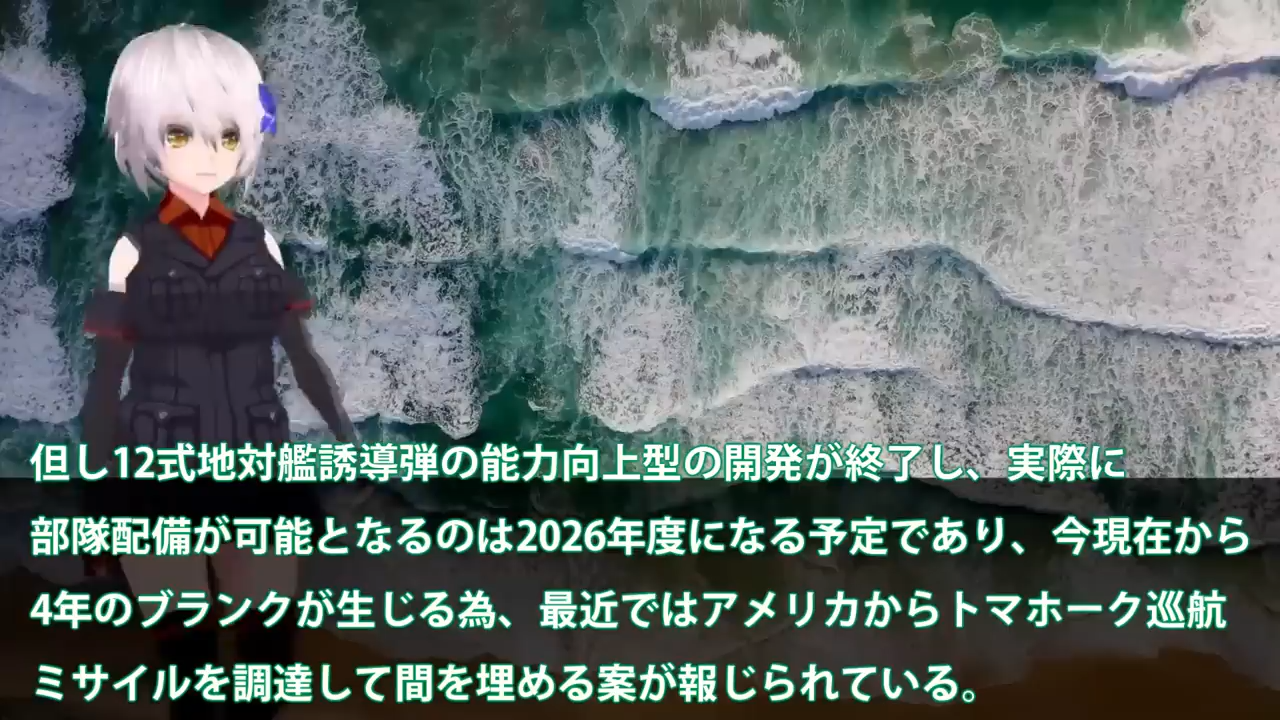 但し12式地対艦誘導弾の能力向上型の開発が終了し、実際に
部隊配備が可能となるのは2026年度になる予定であり、今現在から
4年のブランクが生じる為、最近ではアメリカからトマホーク巡航
ミサイルを調達して間を埋める案が報じられている。